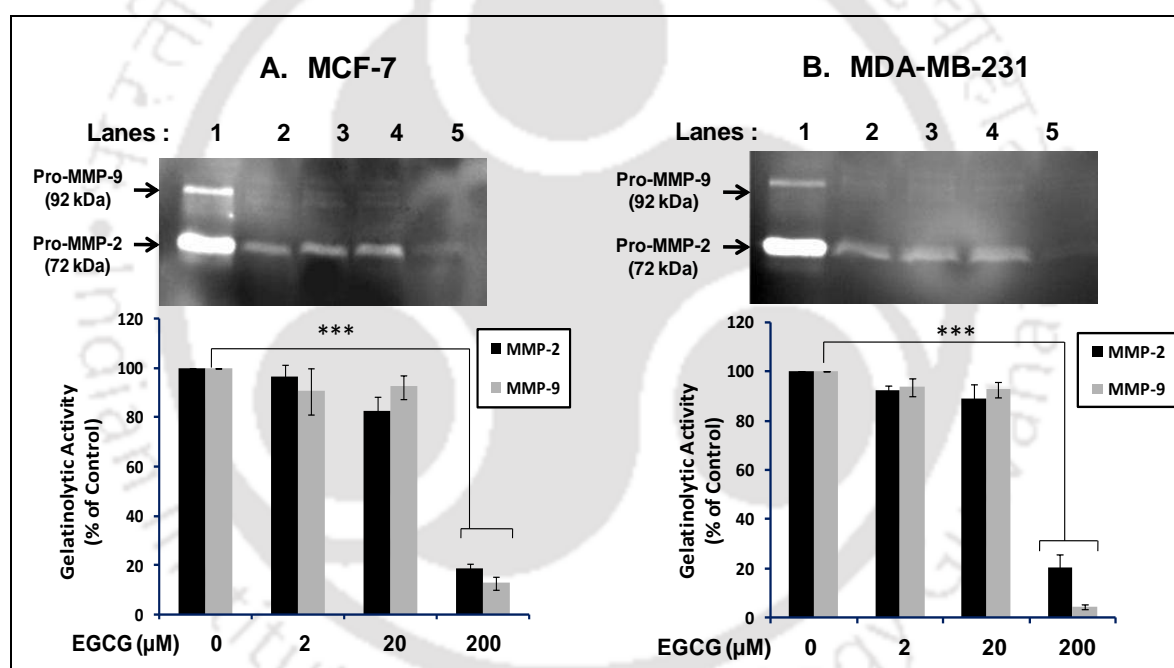 A. MCF-7
Lanes : 1 2 3 4 5
Pro-MMP-9
(92 kDa)
Pro-MMP-2
(72 kDa)
120
100
80
60
40
20
0
Gelatinolytic Activity
(% of Control)
***
MMP-2
MMP-9
EGCG (µM) 0 2 20 200
B. MDA-MB-231
Lanes : 1 2 3 4 5
Pro-MMP-9
(92 kDa)
Pro-MMP-2
(72 kDa)
120
100
80
60
40
20
0
Gelatinolytic Activity
(% of Control)
***
MMP-2
MMP-9
EGCG (µM) 0 2 20 200